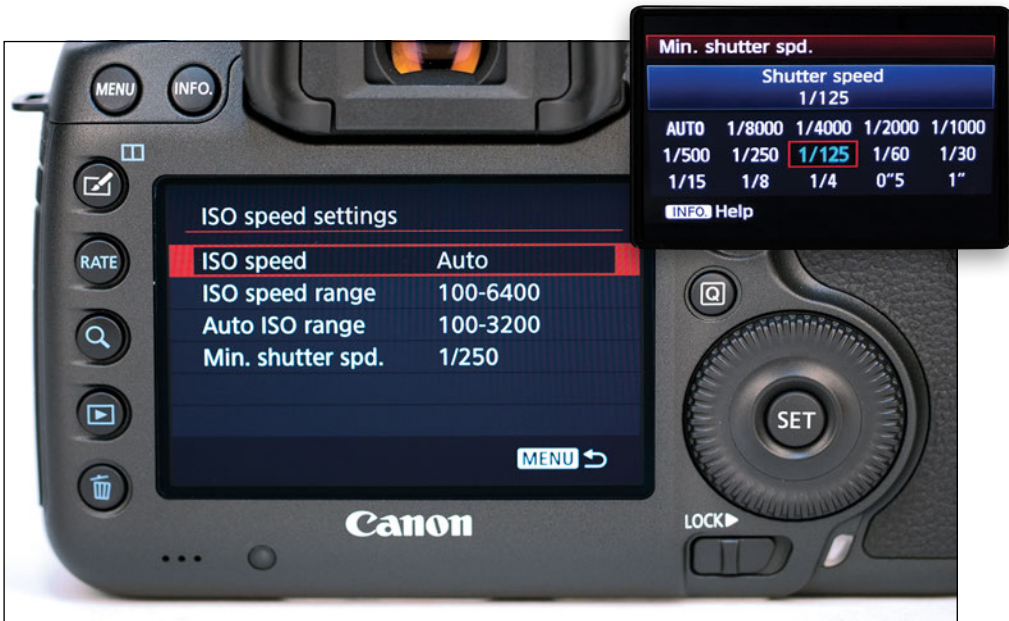 Min. shutter spd.
Shutter speed
1/125
AUTO 1/8000 1/4000 1/2000 1/1000
1/500 1/250 1/125 1/60 1/30
1/15 1/8 1/4 0"5 1"
INFO. Help
MENU INFO.
RATE
ISO speed settings
ISO speed Auto
ISO speed range 100-6400
Auto ISO range 100-3200
Min. shutter spd. 1/250
MENU
Q
SET
Canon
LOCK